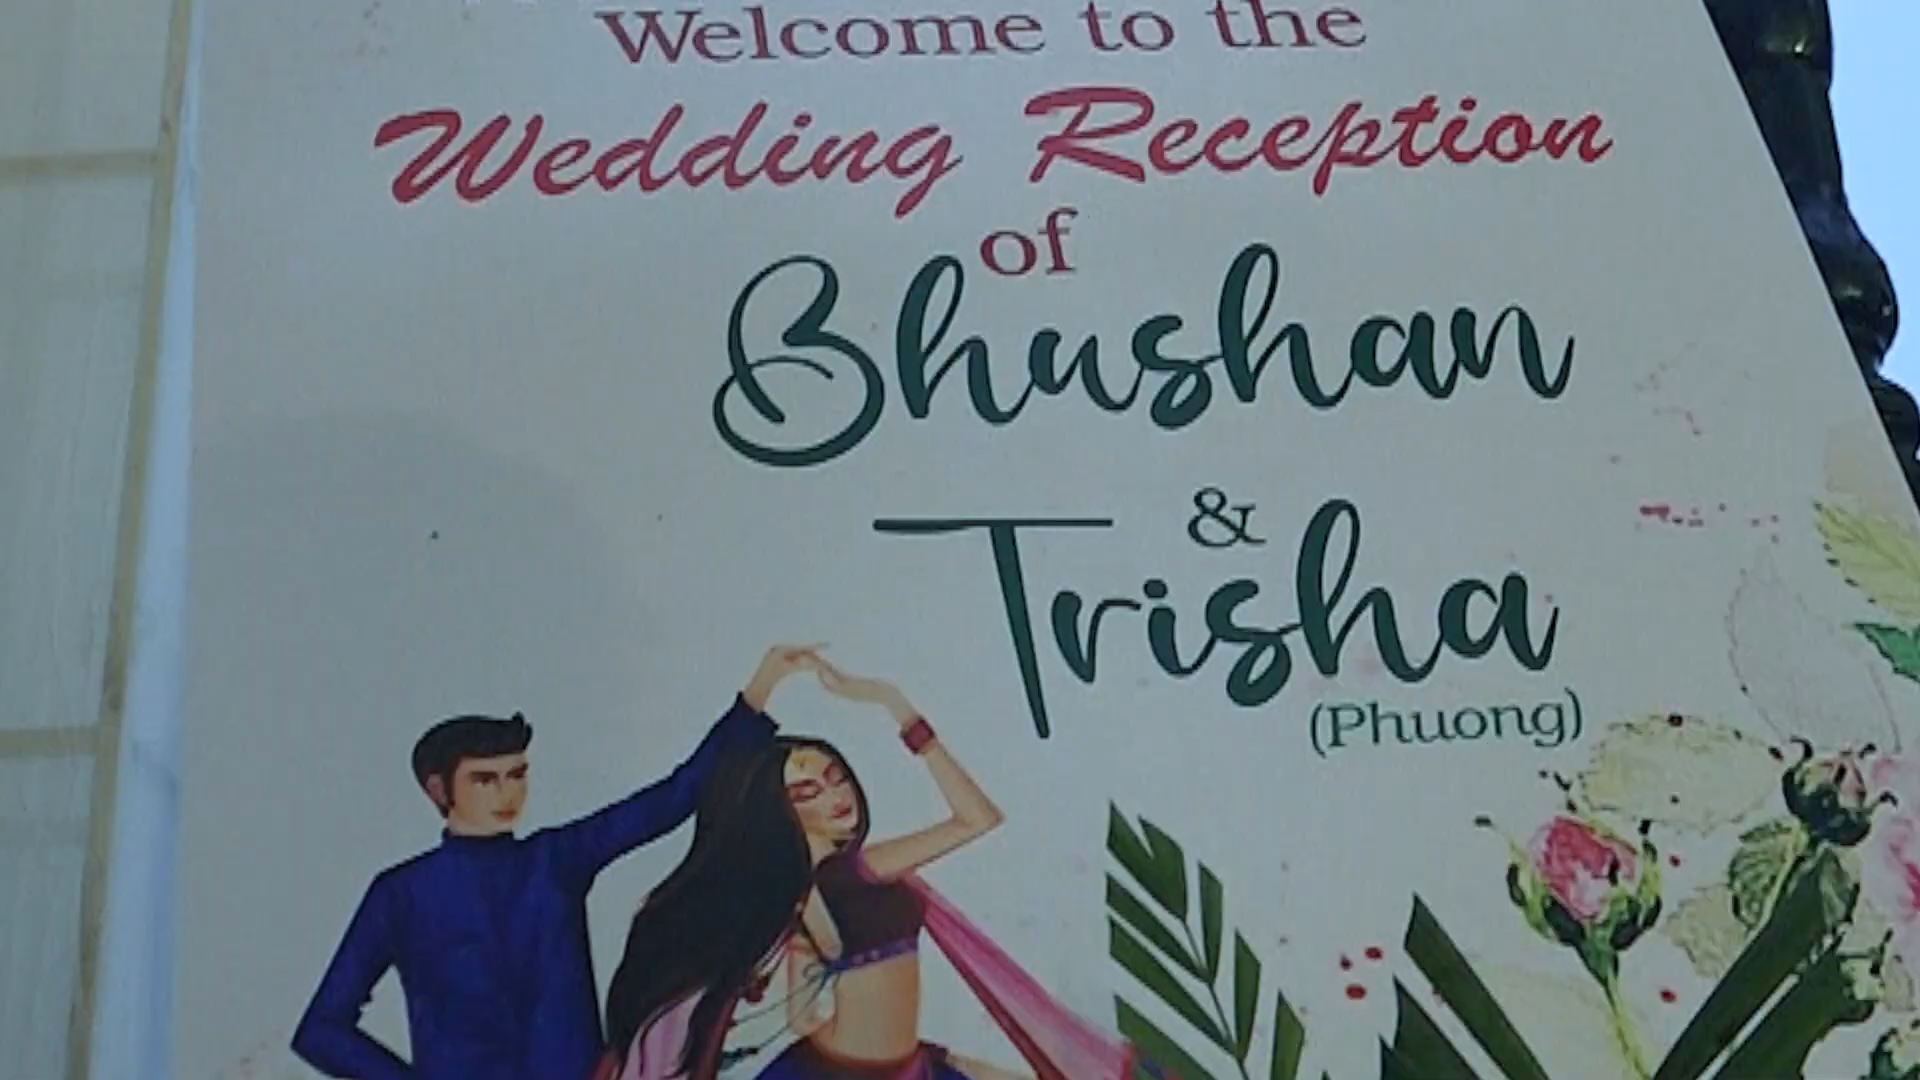 Welcome to the
Wedding Reception
of
Bhushan
&
Trisha
(Phuong)